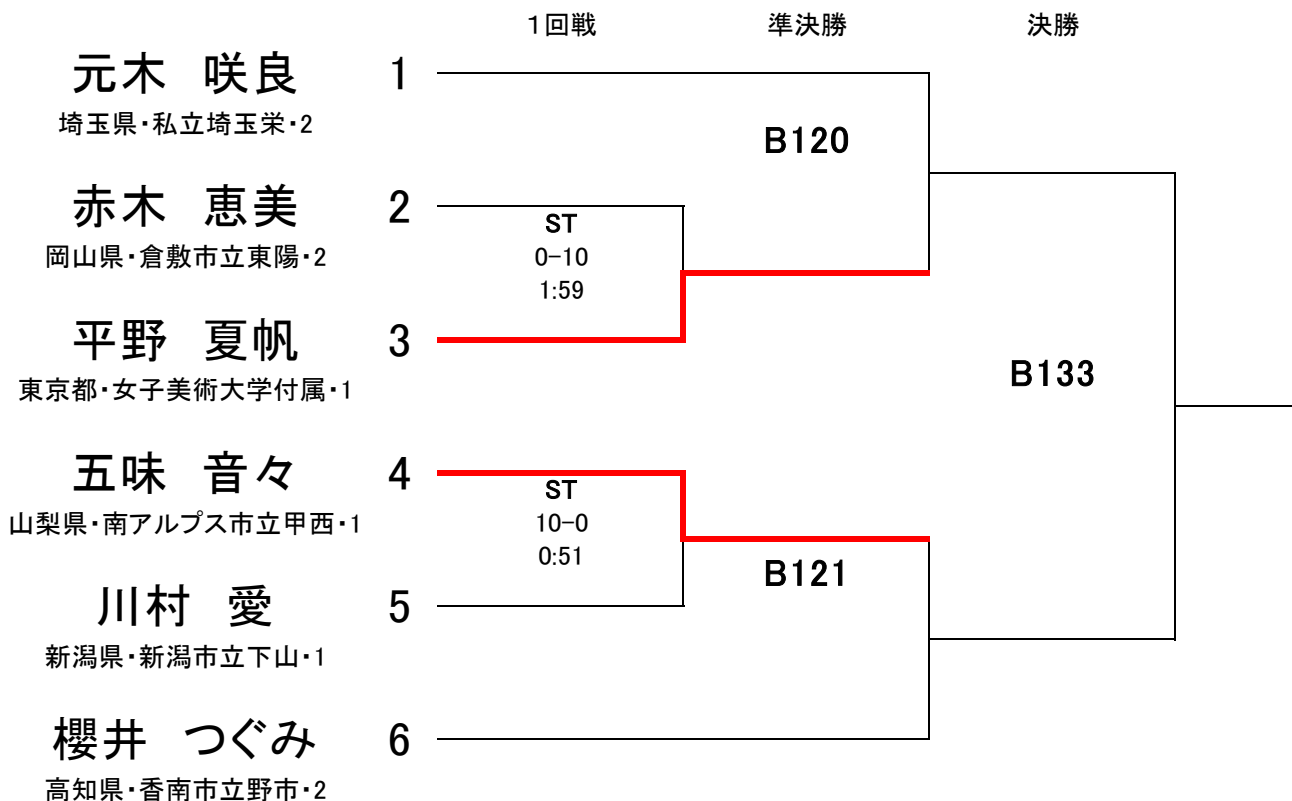 1回戦 準決勝 決勝
元木 咲良 1
埼玉県・私立埼玉栄・2
B120
赤木 恵美 2
ST
0-10
岡山県・倉敷市立東陽・2
1:59
平野 夏帆 3
東京都・女子美術大学付属・1
B133
五味 音々 4
ST
10-0
山梨県・南アルプス市立甲西・1
0:51
B121
川村 愛 5
新潟県・新潟市立下山・1
櫻井 つぐみ 6
高知県・香南市立野市・2